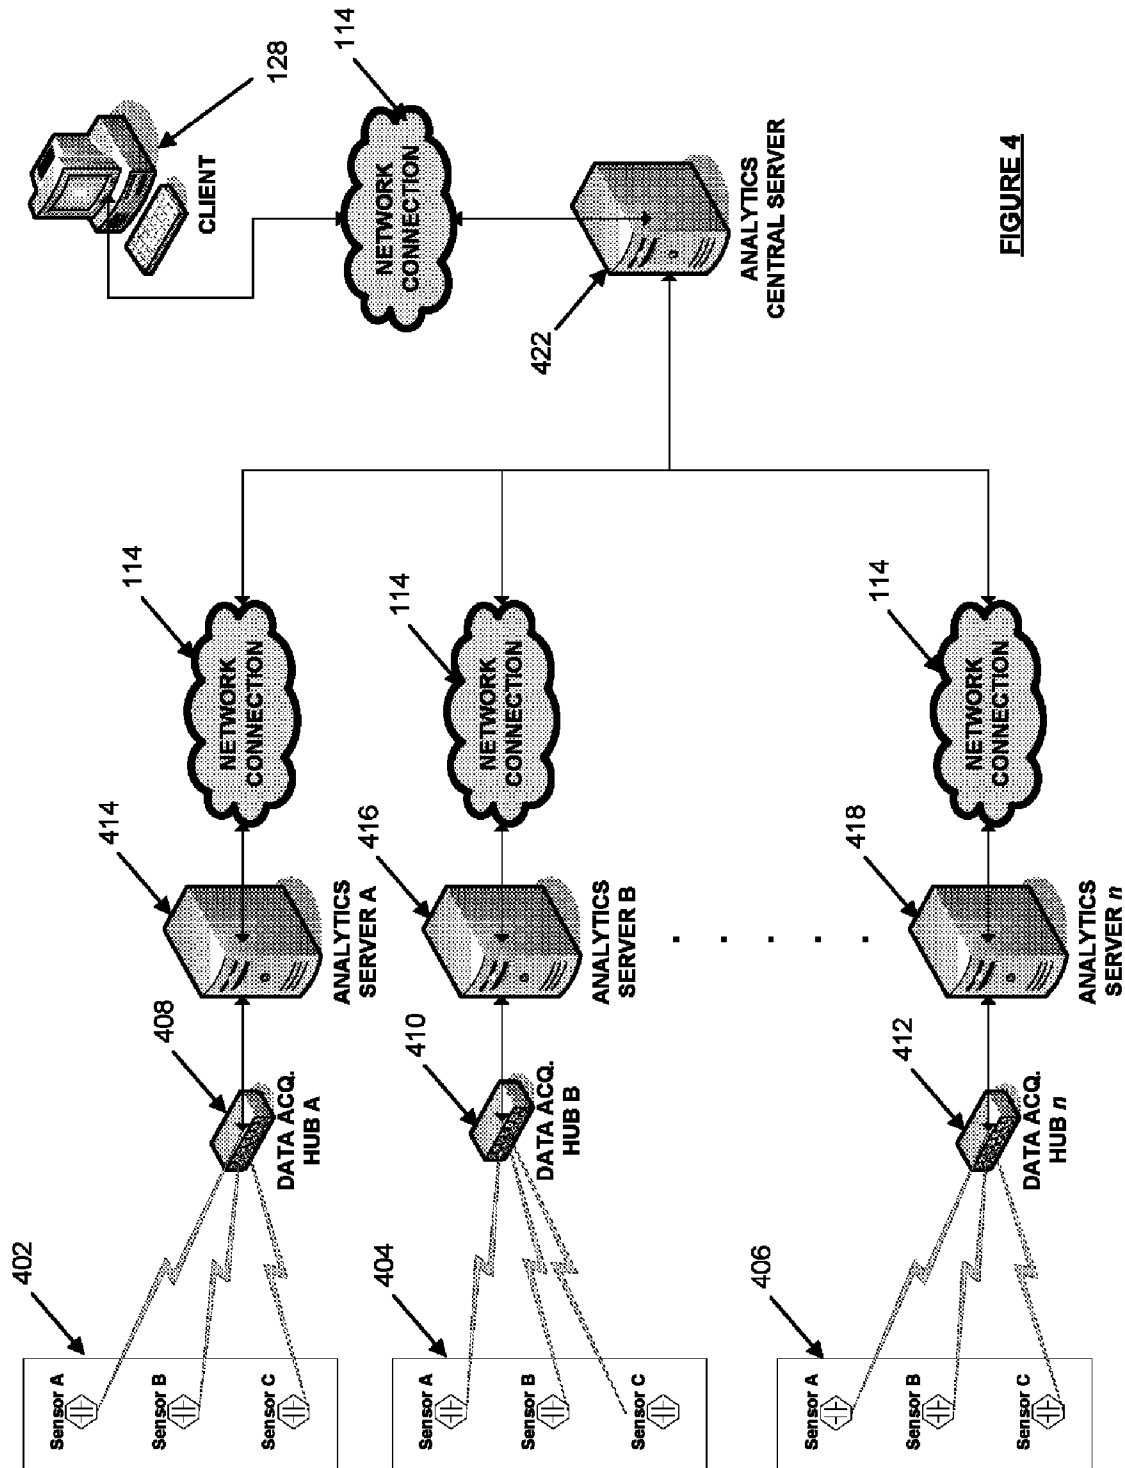 402
Sensor A
Sensor B
Sensor C
408
DATA ACQ.
HUB A
414
ANALYTICS
SERVER A
114
NETWORK
CONNECTION
404
Sensor A
Sensor B
Sensor C
410
DATA ACQ.
HUB B
416
ANALYTICS
SERVER B
114
NETWORK
CONNECTION
. . . . .
406
Sensor A
Sensor B
Sensor C
412
DATA ACQ.
HUB n
418
ANALYTICS
SERVER n
114
NETWORK
CONNECTION
128
CLIENT
114
NETWORK
CONNECTION
422
ANALYTICS
CENTRAL SERVER
FIGURE 4